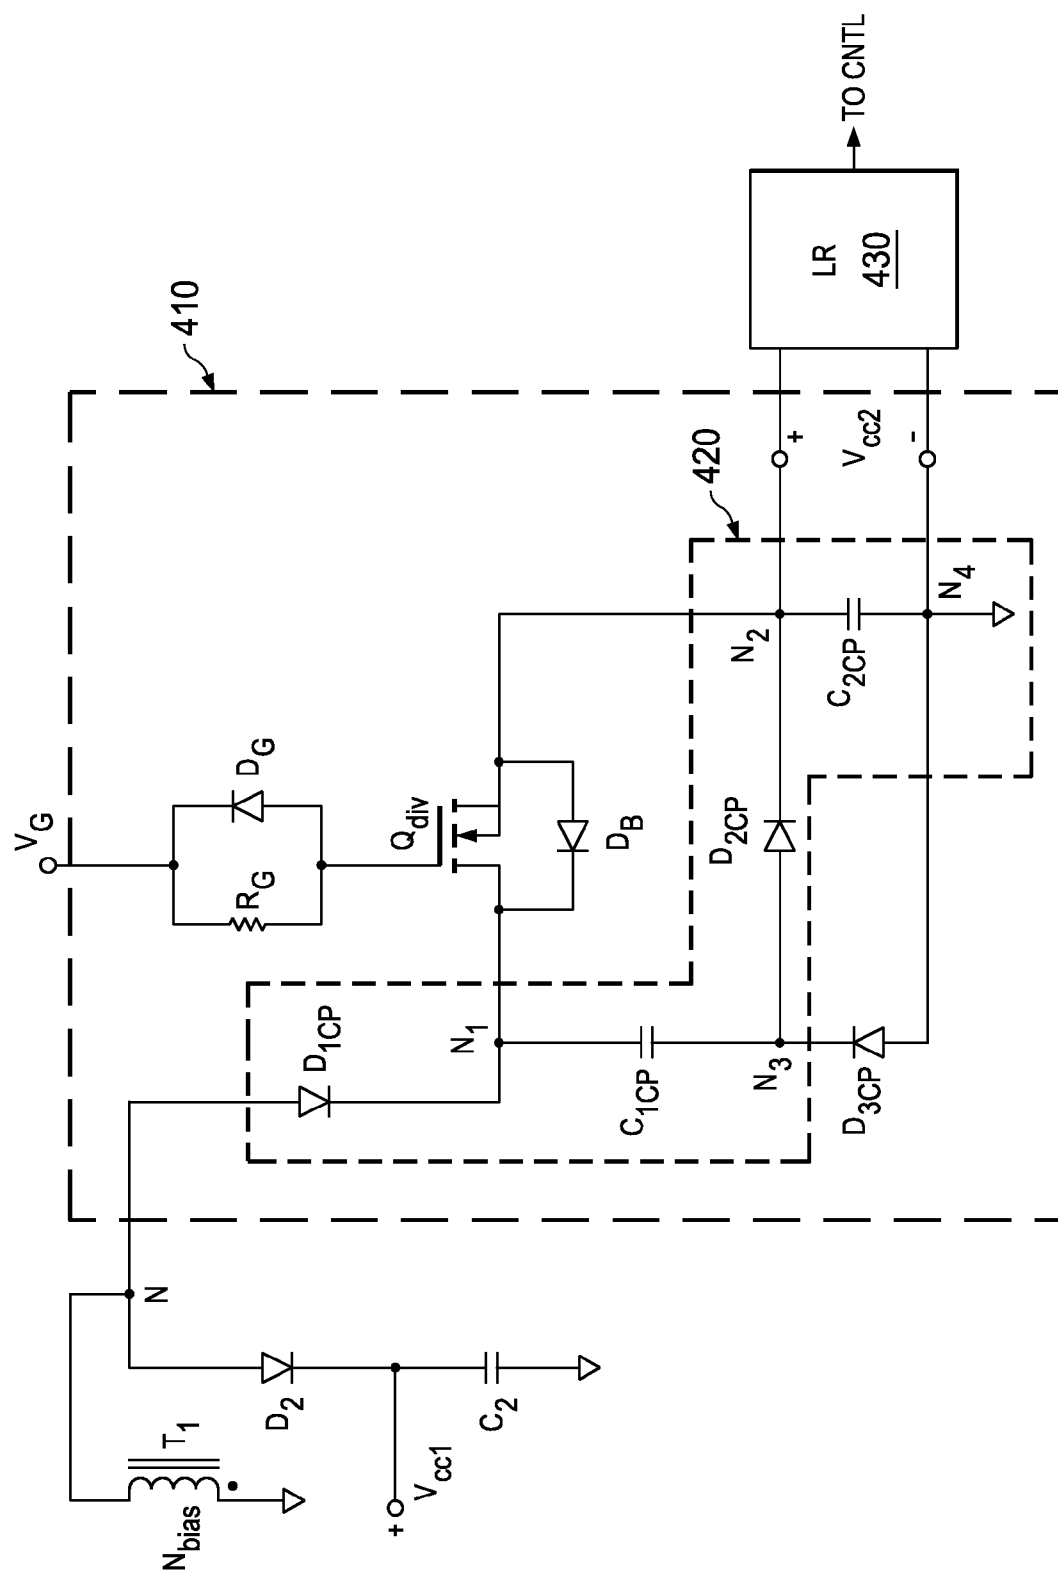 N_bias
T_1
N
D_2
V_cc1
+
C_2
V_G
R_G
D_G
Q_div
D_B
410
D_1CP
N_1
C_1CP
N_3
D_2CP
D_3CP
420
N_2
C_2CP
N_4
+
V_cc2
-
LR
430
TO CNTL